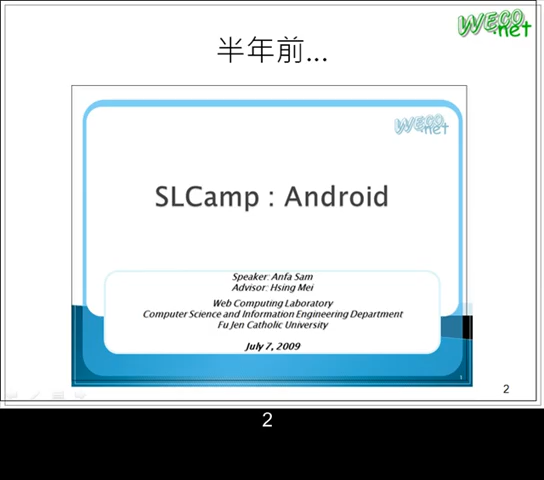 WECO.net
半年前...
WECO.net
SLCamp : Android
Speaker: Anfa Sam
Advisor: Hsing Mei
Web Computing Laboratory
Computer Science and Information Engineering Department
Fu Jen Catholic University
July 7, 2009
1
2
2